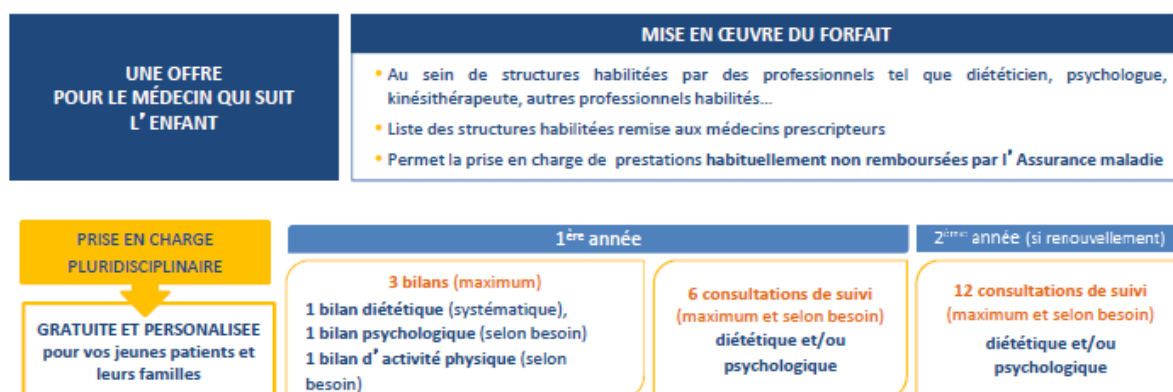 UNE OFFRE
POUR LE MÉDECIN QUI SUIT
L' ENFANT
MISE EN ŒUVRE DU FORFAIT
• Au sein de structures habilitées par des professionnels tel que diététicien, psychologue,
kinésithérapeute, autres professionnels habilités...
• Liste des structures habilitées remise aux médecins prescripteurs
• Permet la prise en charge de prestations habituellement non remboursées par l' Assurance maladie
PRISE EN CHARGE
PLURIDISCIPLINAIRE
GRATUITE ET PERSONALISEE
pour vos jeunes patients et
leurs familles
1ère année
3 bilans (maximum)
1 bilan diététique (systématique),
1 bilan psychologique (selon besoin)
1 bilan d' activité physique (selon
besoin)
6 consultations de suivi
(maximum et selon besoin)
diététique et/ou
psychologique
2ème année (si renouvellement)
12 consultations de suivi
(maximum et selon besoin)
diététique et/ou
psychologique